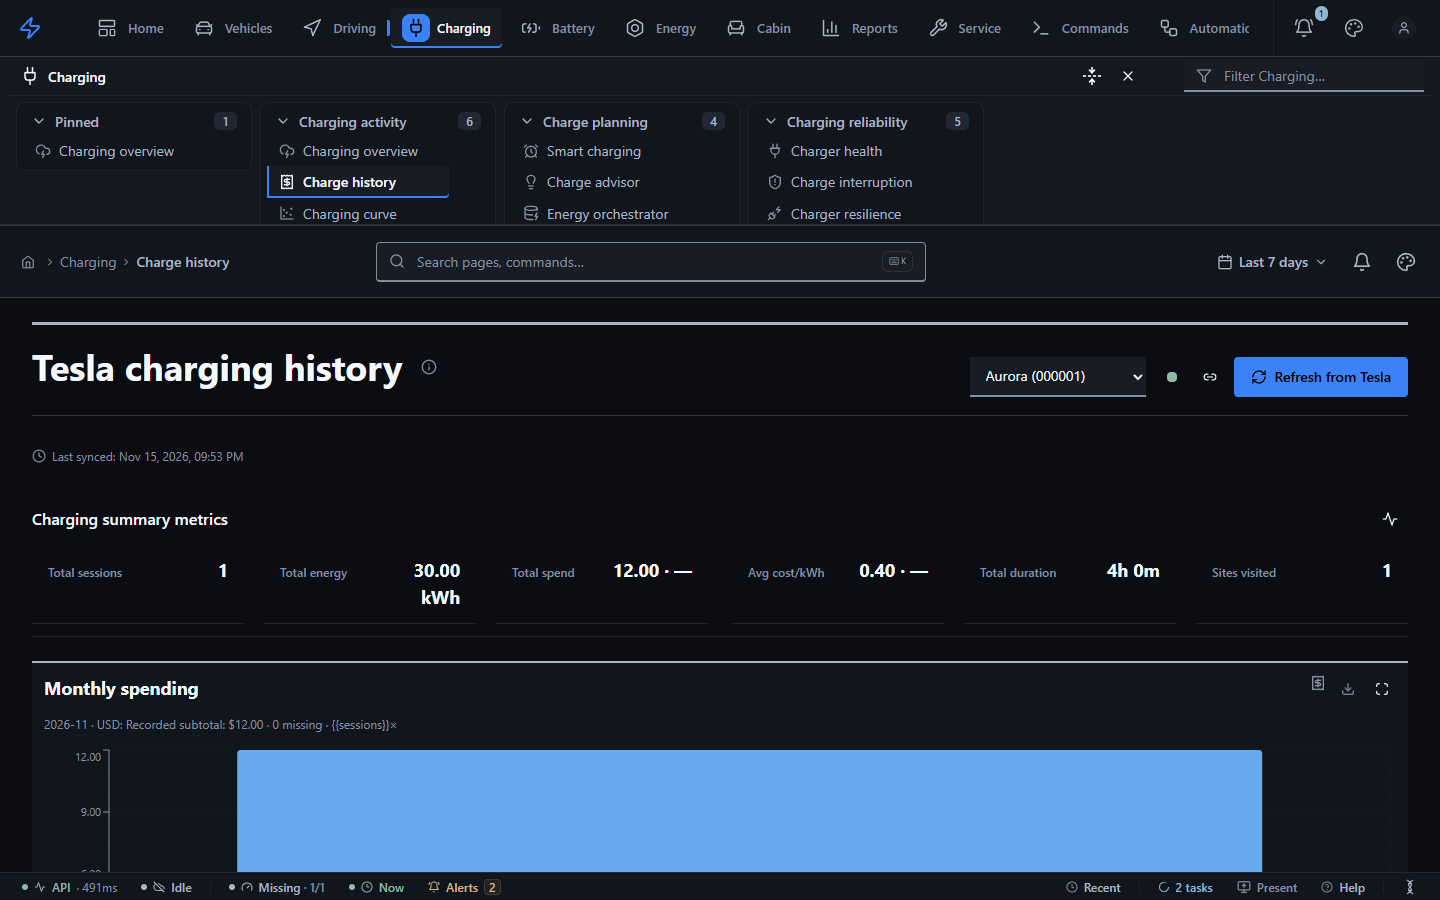 Home
Vehicles
Driving
Charging
Battery
Energy
Cabin
Reports
Service
Commands
Automatic
1
Charging
Filter Charging...
Pinned 1
Charging overview
Charging activity 6
Charging overview
Charge history
Charging curve
Charge planning 4
Smart charging
Charge advisor
Energy orchestrator
Charging reliability 5
Charger health
Charge interruption
Charger resilience
Charging
Charge history
Search pages, commands...
K
Last 7 days
Tesla charging history
Aurora (000001)
Refresh from Tesla
Last synced: Nov 15, 2026, 09:53 PM
Charging summary metrics
Total sessions 1
Total energy 30.00 kWh
Total spend 12.00 · —
Avg cost/kWh 0.40 · —
Total duration 4h 0m
Sites visited 1
Monthly spending
2026-11 · USD: Recorded subtotal: $12.00 · 0 missing · {{sessions}}×
12.00
9.00
API · 491ms
Idle
Missing · 1/1
Now
Alerts 2
Recent
2 tasks
Present
Help